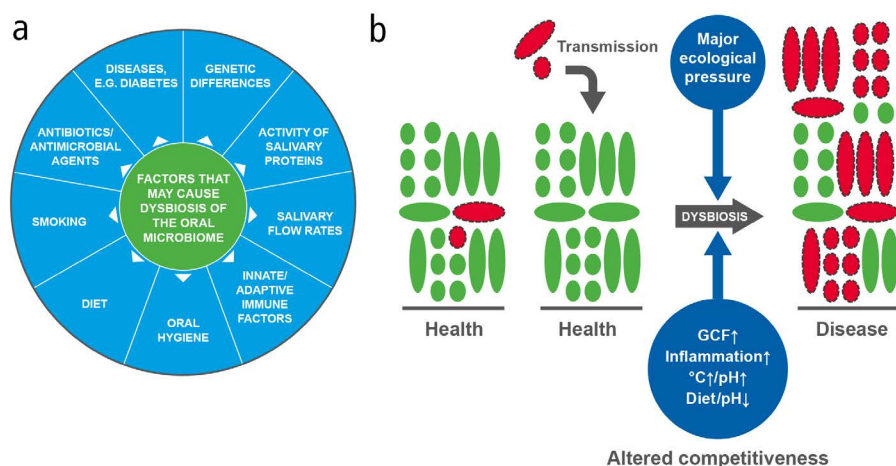 a
DISEASES,
E.G. DIABETES
GENETIC
DIFFERENCES
ACTIVITY OF
SALIVARY
PROTEINS
SALIVARY
FLOW RATES
INNATE/
ADAPTIVE
IMMUNE
FACTORS
ORAL
HYGIENE
DIET
SMOKING
ANTIBIOTICS/
ANTIMICROBIAL
AGENTS
FACTORS THAT
MAY CAUSE
DYSBIOSIS OF
THE ORAL
MICROBIOME
b
Transmission
Major
ecological
pressure
DYSBIOSIS
Health
Health
Disease
GCF↑
Inflammation↑
°C↑/pH↑
Diet/pH↓
Altered competitiveness